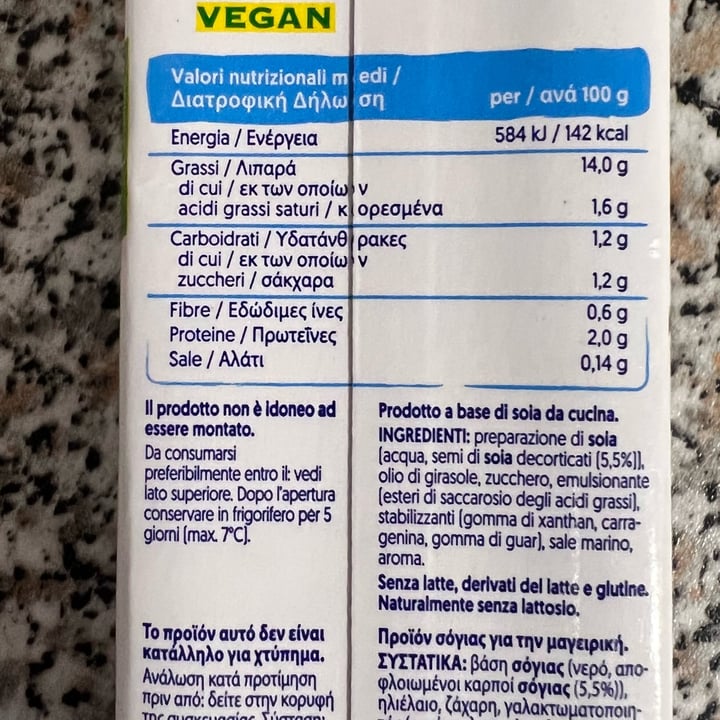 VEGAN
Valori nutrizionali medi /
Διατροφική Δήλωση
per / ανά 100 g
Energia / Ενέργεια 584 kJ / 142 kcal
Grassi / Λιπαρά 14,0 g
di cui / εκ των οποίων
acidi grassi saturi / κορεσμένα 1,6 g
Carboidrati / Υδατάνθρακες 1,2 g
di cui / εκ των οποίων
zuccheri / σάκχαρα 1,2 g
Fibre / Εδώδιμες ίνες 0,6 g
Proteine / Πρωτεΐνες 2,0 g
Sale / Αλάτι 0,14 g
Il prodotto non è idoneo ad
essere montato.
Da consumarsi
preferibilmente entro il: vedi
lato superiore. Dopo l'apertura
conservare in frigorifero per 5
giorni (max. 7°C).
Prodotto a base di soia da cucina.
INGREDIENTI: preparazione di soia
(acqua, semi di soia decorticati (5,5%)),
olio di girasole, zucchero, emulsionante
(esteri di saccarosio degli acidi grassi),
stabilizzanti (gomma di xanthan, carra-
genina, gomma di guar), sale marino,
aroma.
Senza latte, derivati del latte e glutine.
Naturalmente senza lattosio.
Το προϊόν αυτό δεν είναι
κατάλληλο για χτύπημα.
Ανάλωση κατά προτίμηση
πριν από: δείτε στην κορυφή
της συσκευασίας.
Προϊόν σόγιας για την μαγειρική.
ΣΥΣΤΑΤΙΚΑ: βάση σόγιας (νερό, απο-
φλοιωμένοι καρποί σόγιας (5,5%)),
ηλιέλαιο, ζάχαρη, γαλακτωματοποιη-